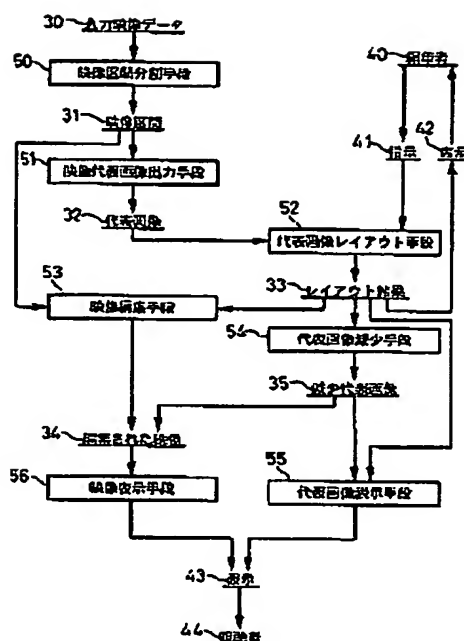 30 入力映像データ
50 映像区間分割手段
40 編集者
31 映像区間
41 指示
42 表示
51 映像代表画像出力手段
32 代表画像
52 代表画像レイアウト手段
53 映像編集手段
33 レイアウト結果
54 代表画像減少手段
35 減少代表画像
34 編集された映像
56 映像表示手段
55 代表画像表示手段
43 表示
44